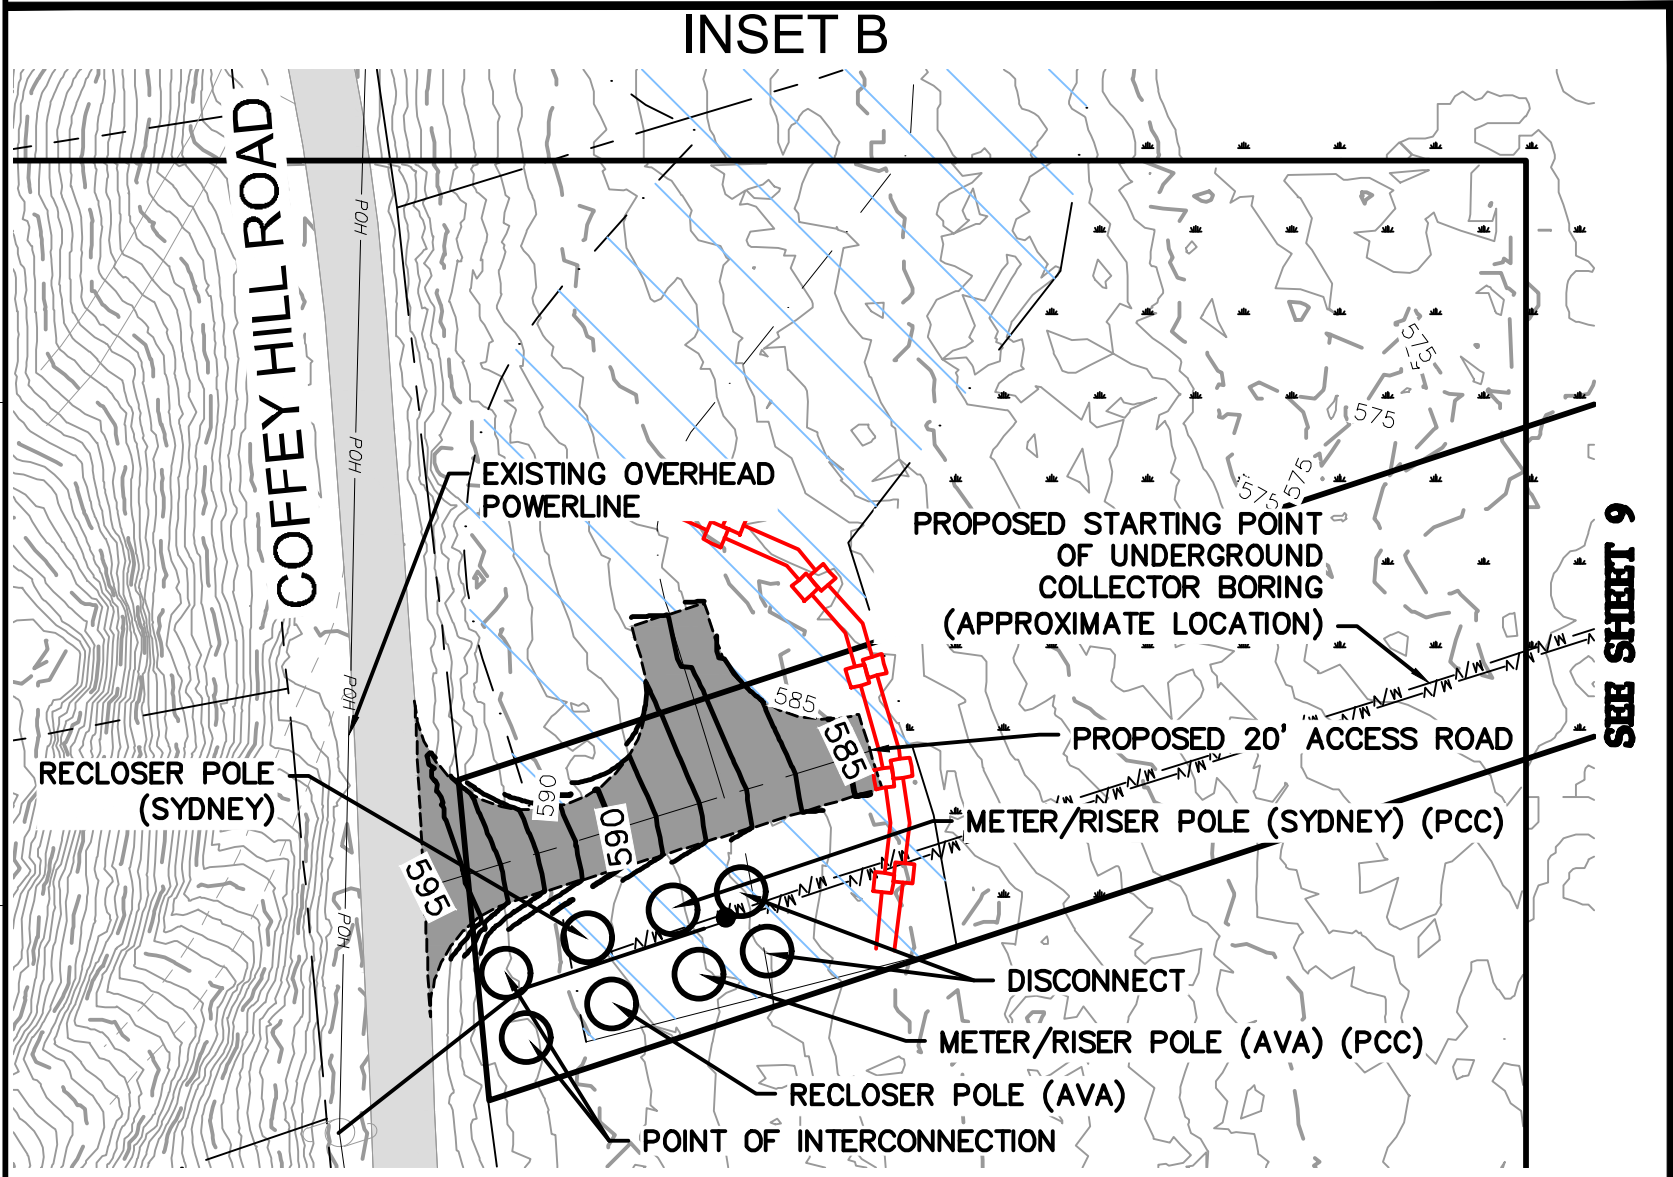 INSET B
COFFEY HILL ROAD
POH
POH
POH
POH
EXISTING OVERHEAD
POWERLINE
575
575
575
575
PROPOSED STARTING POINT
OF UNDERGROUND
COLLECTOR BORING
(APPROXIMATE LOCATION)
SEE SHEET 9
585
585
PROPOSED 20' ACCESS ROAD
RECLOSER POLE
(SYDNEY)
590
590
595
METER/RISER POLE (SYDNEY) (PCC)
DISCONNECT
METER/RISER POLE (AVA) (PCC)
RECLOSER POLE (AVA)
POINT OF INTERCONNECTION